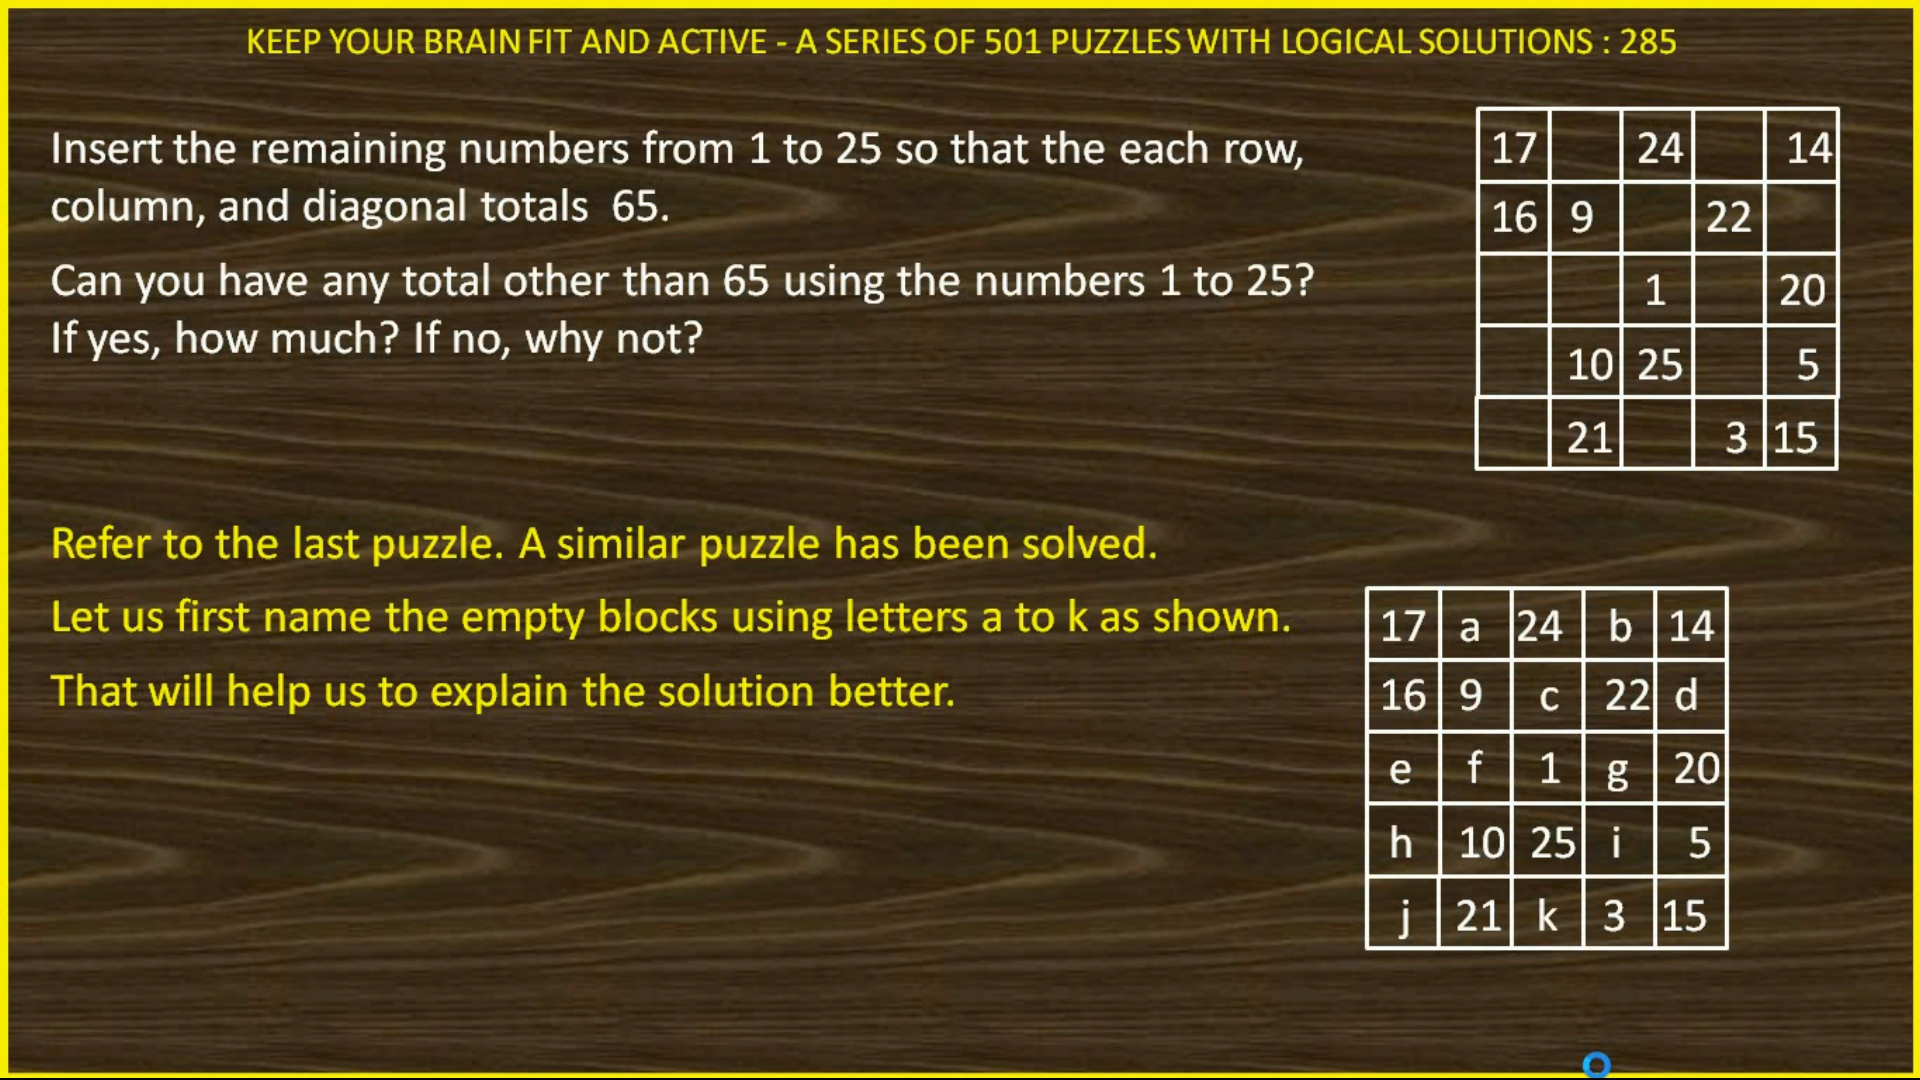 KEEP YOUR BRAIN FIT AND ACTIVE - A SERIES OF 501 PUZZLES WITH LOGICAL SOLUTIONS : 285
Insert the remaining numbers from 1 to 25 so that the each row,
column, and diagonal totals 65.
Can you have any total other than 65 using the numbers 1 to 25?
If yes, how much? If no, why not?
17 24 14
16 9 22
1 20
10 25 5
21 3 15
Refer to the last puzzle. A similar puzzle has been solved.
Let us first name the empty blocks using letters a to k as shown.
That will help us to explain the solution better.
17 a 24 b 14
16 9 c 22 d
e f 1 g 20
h 10 25 i 5
j 21 k 3 15